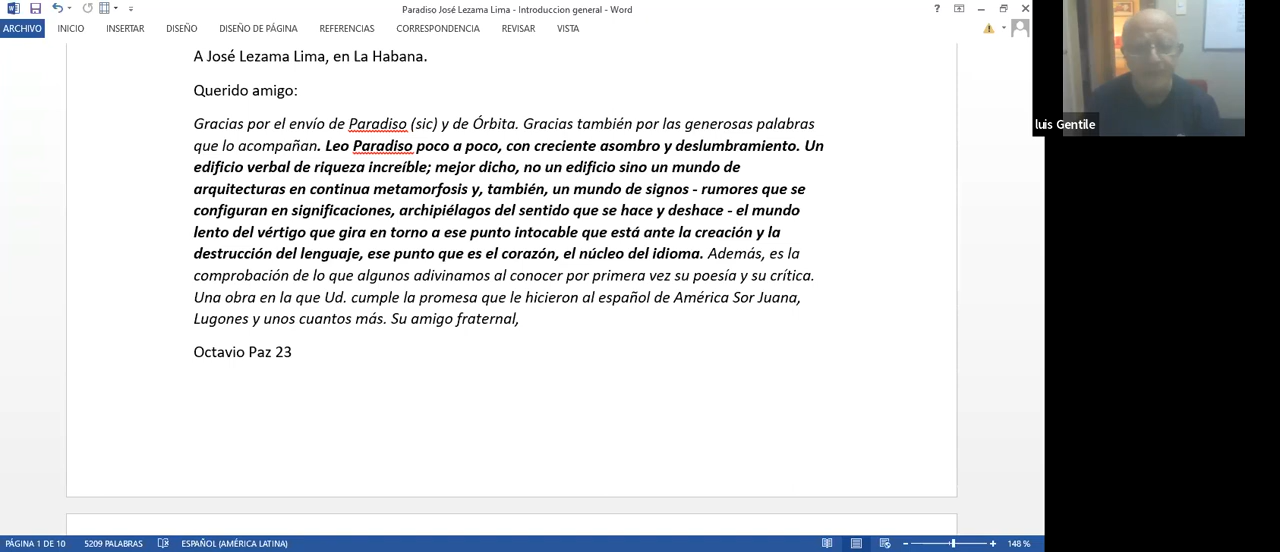 Paradiso José Lezama Lima - Introduccion general - Word
ARCHIVO INICIO INSERTAR DISEÑO DISEÑO DE PÁGINA REFERENCIAS CORRESPONDENCIA REVISAR VISTA
A José Lezama Lima, en La Habana.
Querido amigo:
Gracias por el envío de Paradiso (sic) y de Órbita. Gracias también por las generosas palabras
que lo acompañan. Leo Paradiso poco a poco, con creciente asombro y deslumbramiento. Un
edificio verbal de riqueza increíble; mejor dicho, no un edificio sino un mundo de
arquitecturas en continua metamorfosis y, también, un mundo de signos - rumores que se
configuran en significaciones, archipiélagos del sentido que se hace y deshace - el mundo
lento del vértigo que gira en torno a ese punto intocable que está ante la creación y la
destrucción del lenguaje, ese punto que es el corazón, el núcleo del idioma. Además, es la
comprobación de lo que algunos adivinamos al conocer por primera vez su poesía y su crítica.
Una obra en la que Ud. cumple la promesa que le hicieron al español de América Sor Juana,
Lugones y unos cuantos más. Su amigo fraternal,
Octavio Paz 23
luis Gentile
PÁGINA 1 DE 10 5209 PALABRAS ESPAÑOL (AMÉRICA LATINA) 148 %